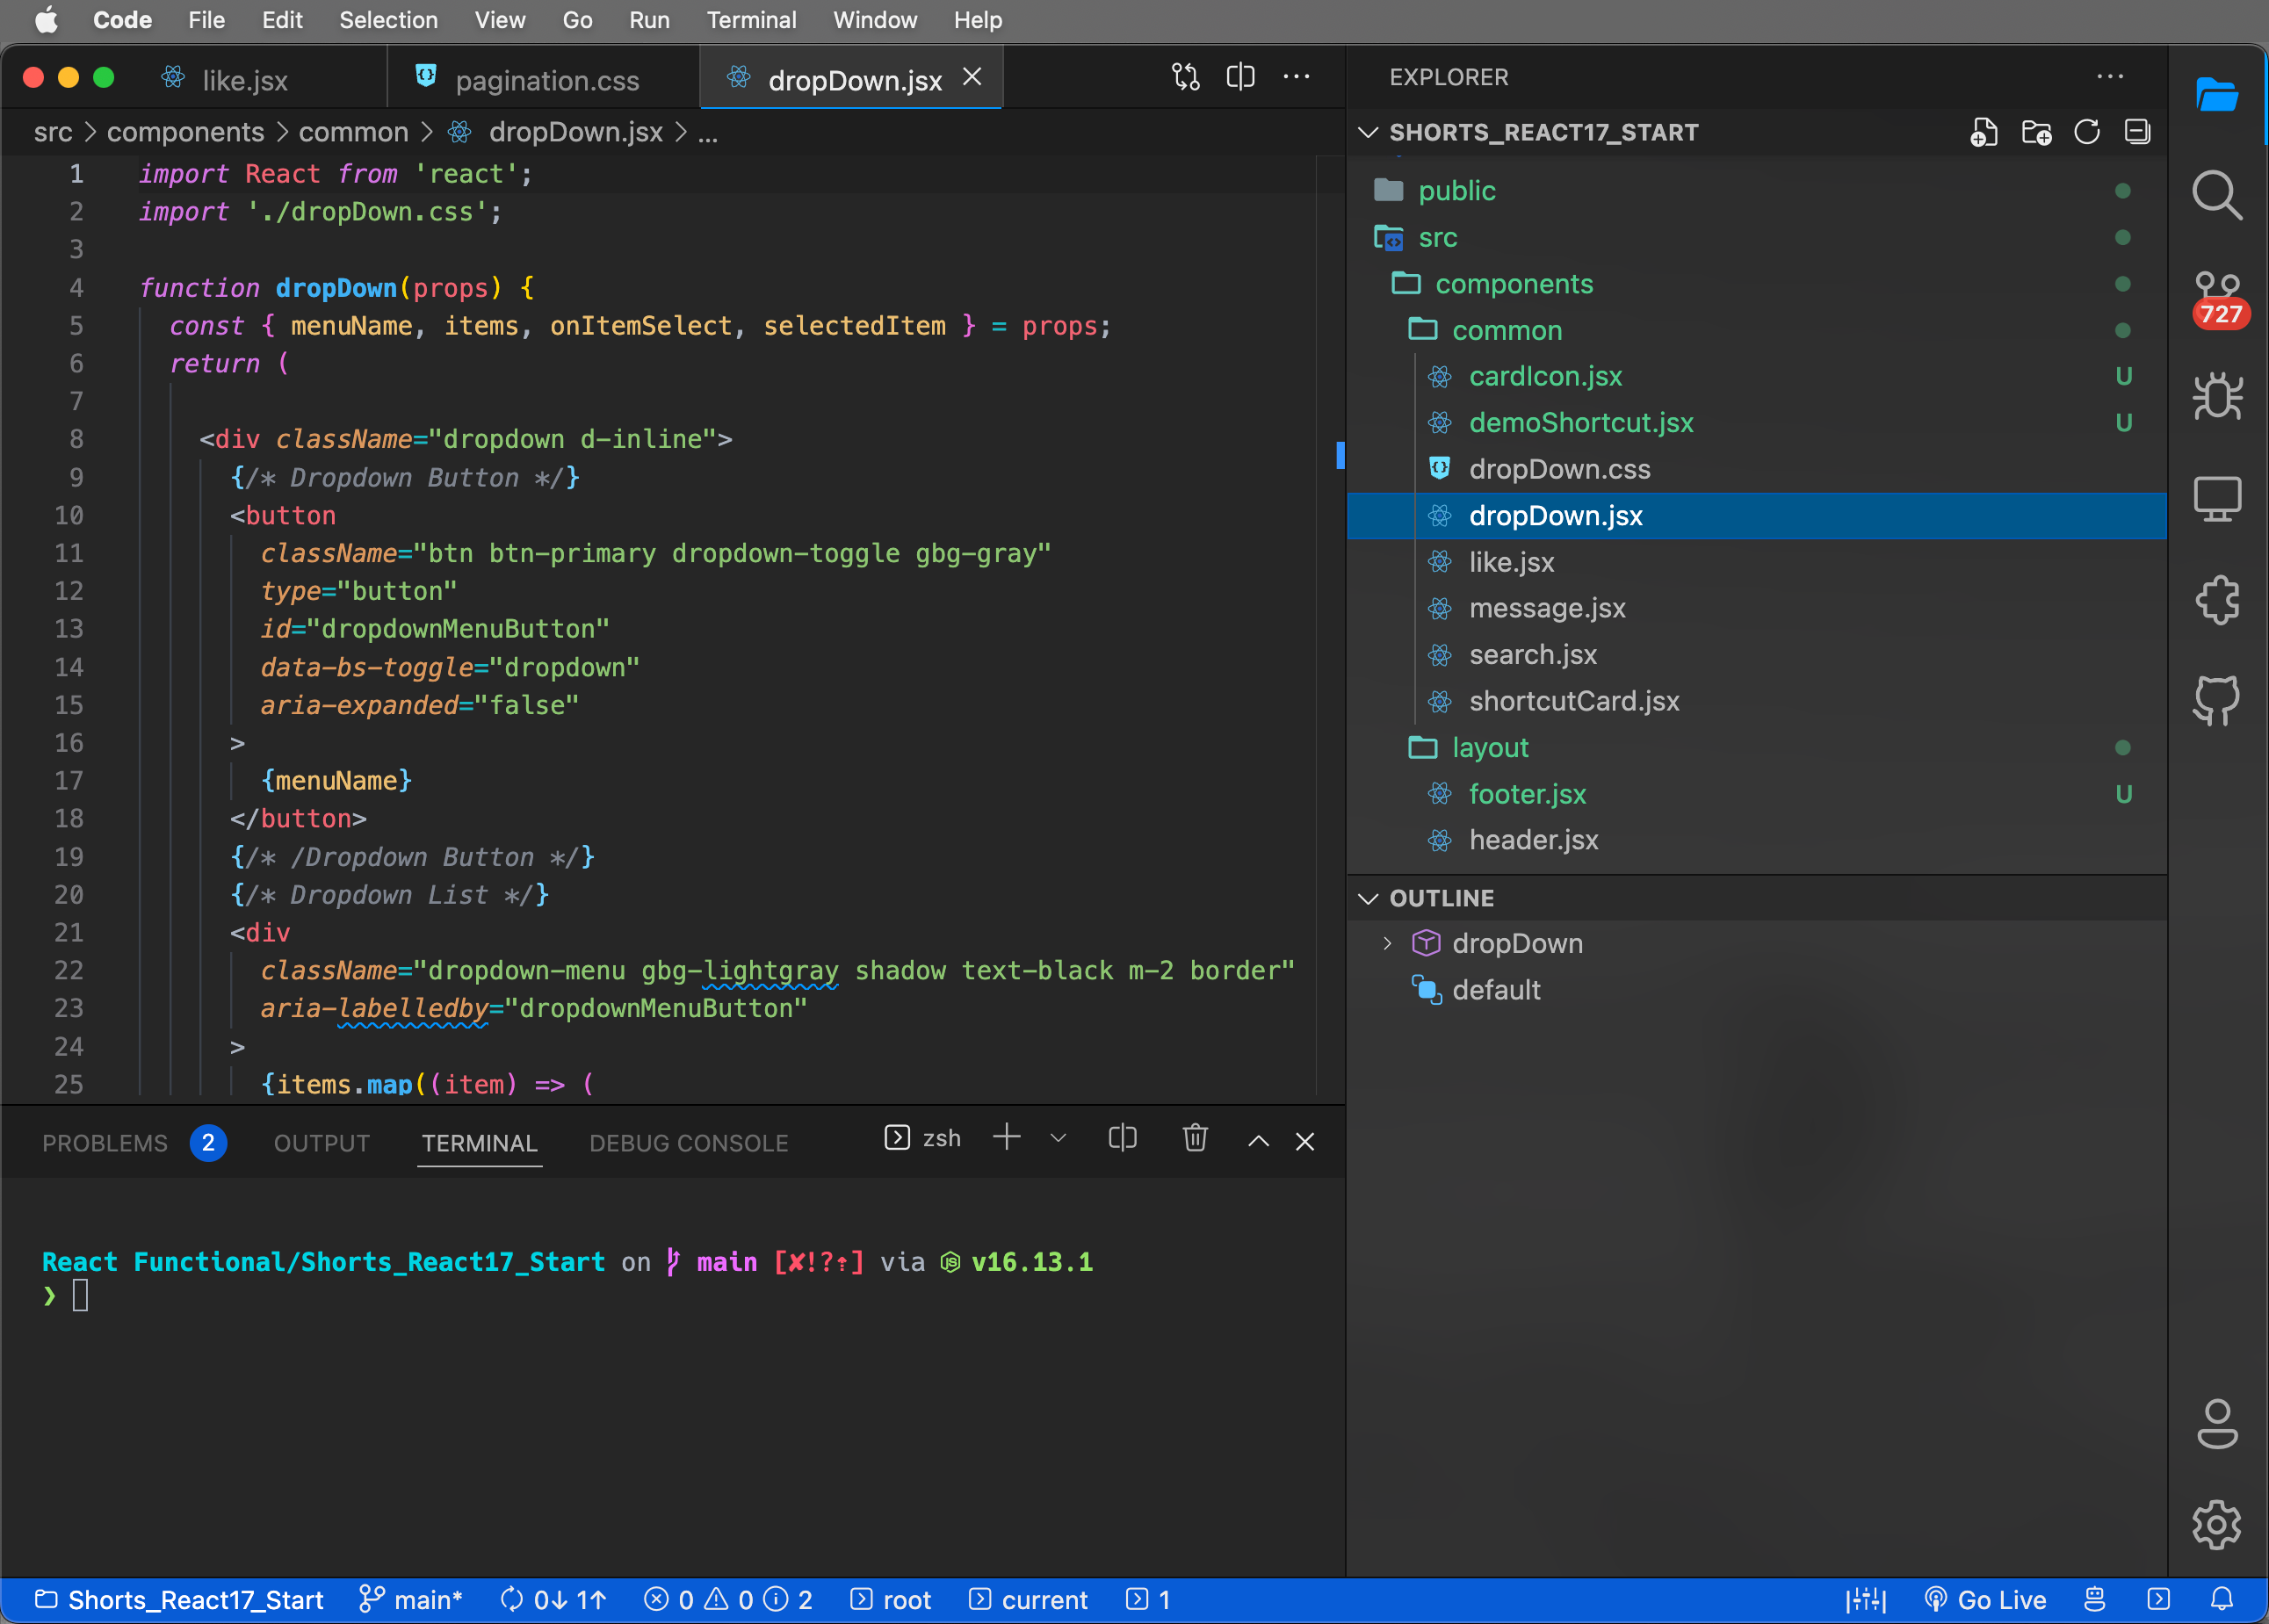 Code File Edit Selection View Go Run Terminal Window Help
like.jsx pagination.css dropDown.jsx
src > components > common > dropDown.jsx > ...
1 import React from 'react';
2 import './dropDown.css';
3
4 function dropDown(props) {
5 const { menuName, items, onItemSelect, selectedItem } = props;
6 return (
7
8 <div className="dropdown d-inline">
9 {/* Dropdown Button */}
10 <button
11 className="btn btn-primary dropdown-toggle gbg-gray"
12 type="button"
13 id="dropdownMenuButton"
14 data-bs-toggle="dropdown"
15 aria-expanded="false"
16 >
17 {menuName}
18 </button>
19 {/* /Dropdown Button */}
20 {/* Dropdown List */}
21 <div
22 className="dropdown-menu gbg-lightgray shadow text-black m-2 border"
23 aria-labelledby="dropdownMenuButton"
24 >
25 {items.map((item) => (
PROBLEMS 2 OUTPUT TERMINAL DEBUG CONSOLE zsh
React Functional/Shorts_React17_Start on main [✘!?⇡] via v16.13.1
❯
EXPLORER
SHORTS_REACT17_START
public
src
components
common
cardIcon.jsx U
demoShortcut.jsx U
dropDown.css
dropDown.jsx
like.jsx
message.jsx
search.jsx
shortcutCard.jsx
layout
footer.jsx U
header.jsx
OUTLINE
dropDown
default
727
Shorts_React17_Start main* 0↓ 1↑ 0 0 2 root current 1 Go Live